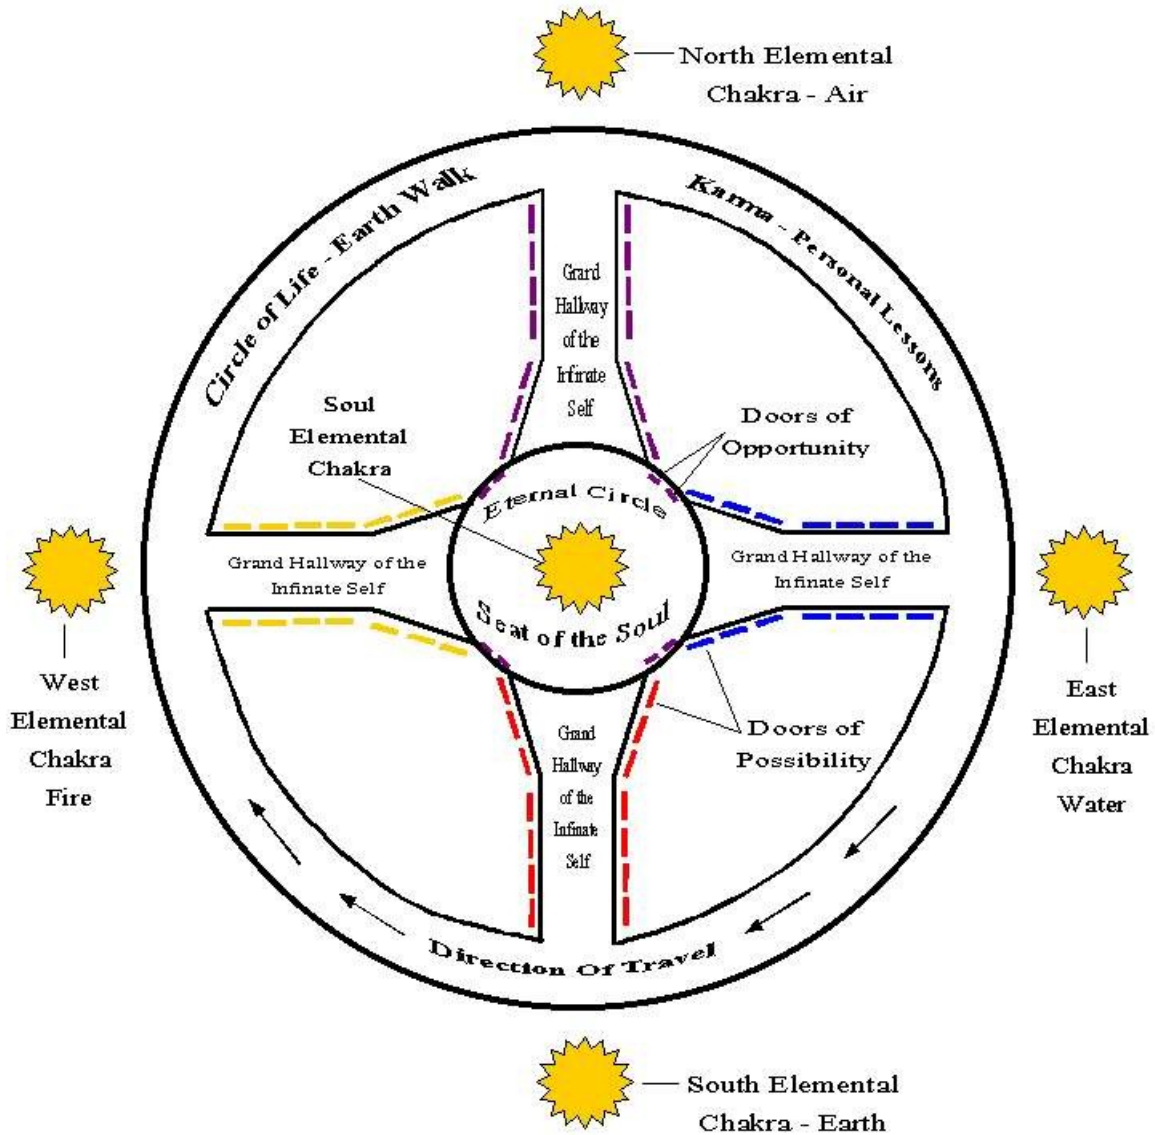 North Elemental
Chakra - Air
Circle of Life - Earth Walk
Karma - Personal Lessons
Grand
Hallway
of the
Infinate
Self
Soul
Elemental
Chakra
Doors of
Opportunity
Eternal Circle
Grand Hallway of the
Infinate Self
Grand Hallway of the
Infinate Self
Seat of the Soul
West
Elemental
Chakra
Fire
East
Elemental
Chakra
Water
Grand
Hallway
of the
Infinate
Self
Doors of
Possibility
Direction Of Travel
South Elemental
Chakra - Earth